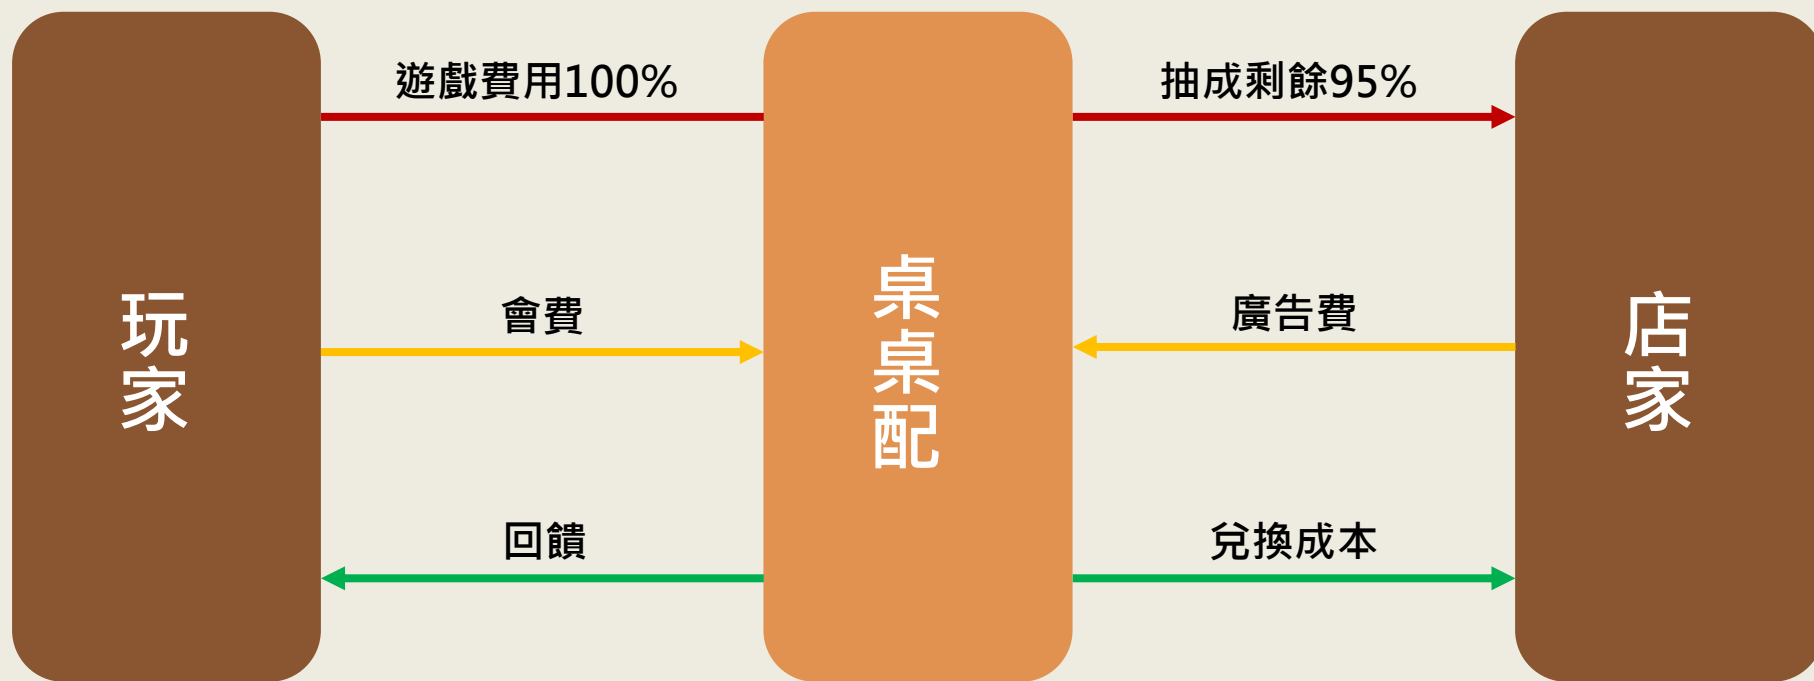 遊戲費用100%
抽成剩餘95%
玩家
會費
桌桌配
廣告費
店家
回饋
兌換成本